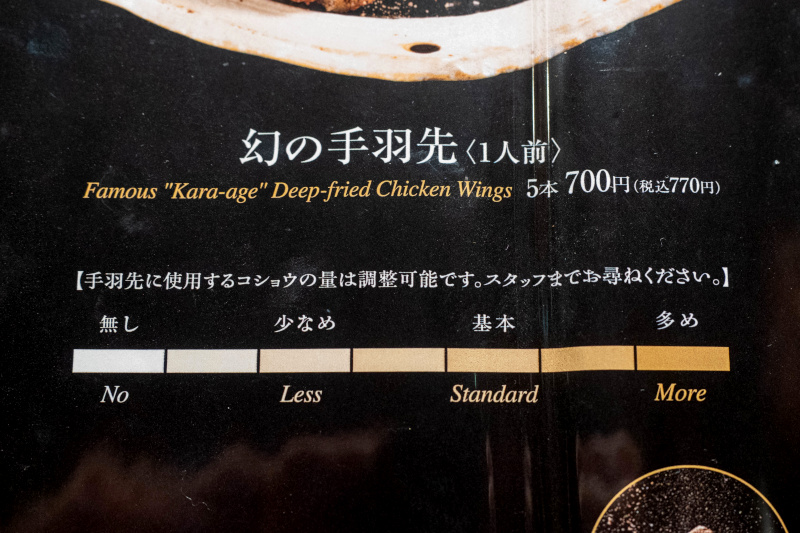 幻の手羽先〈1人前〉
Famous "Kara-age" Deep-fried Chicken Wings 5本 700円(税込770円)
【手羽先に使用するコショウの量は調整可能です。スタッフまでお尋ねください。】
無し 少なめ 基本 多め
No Less Standard More